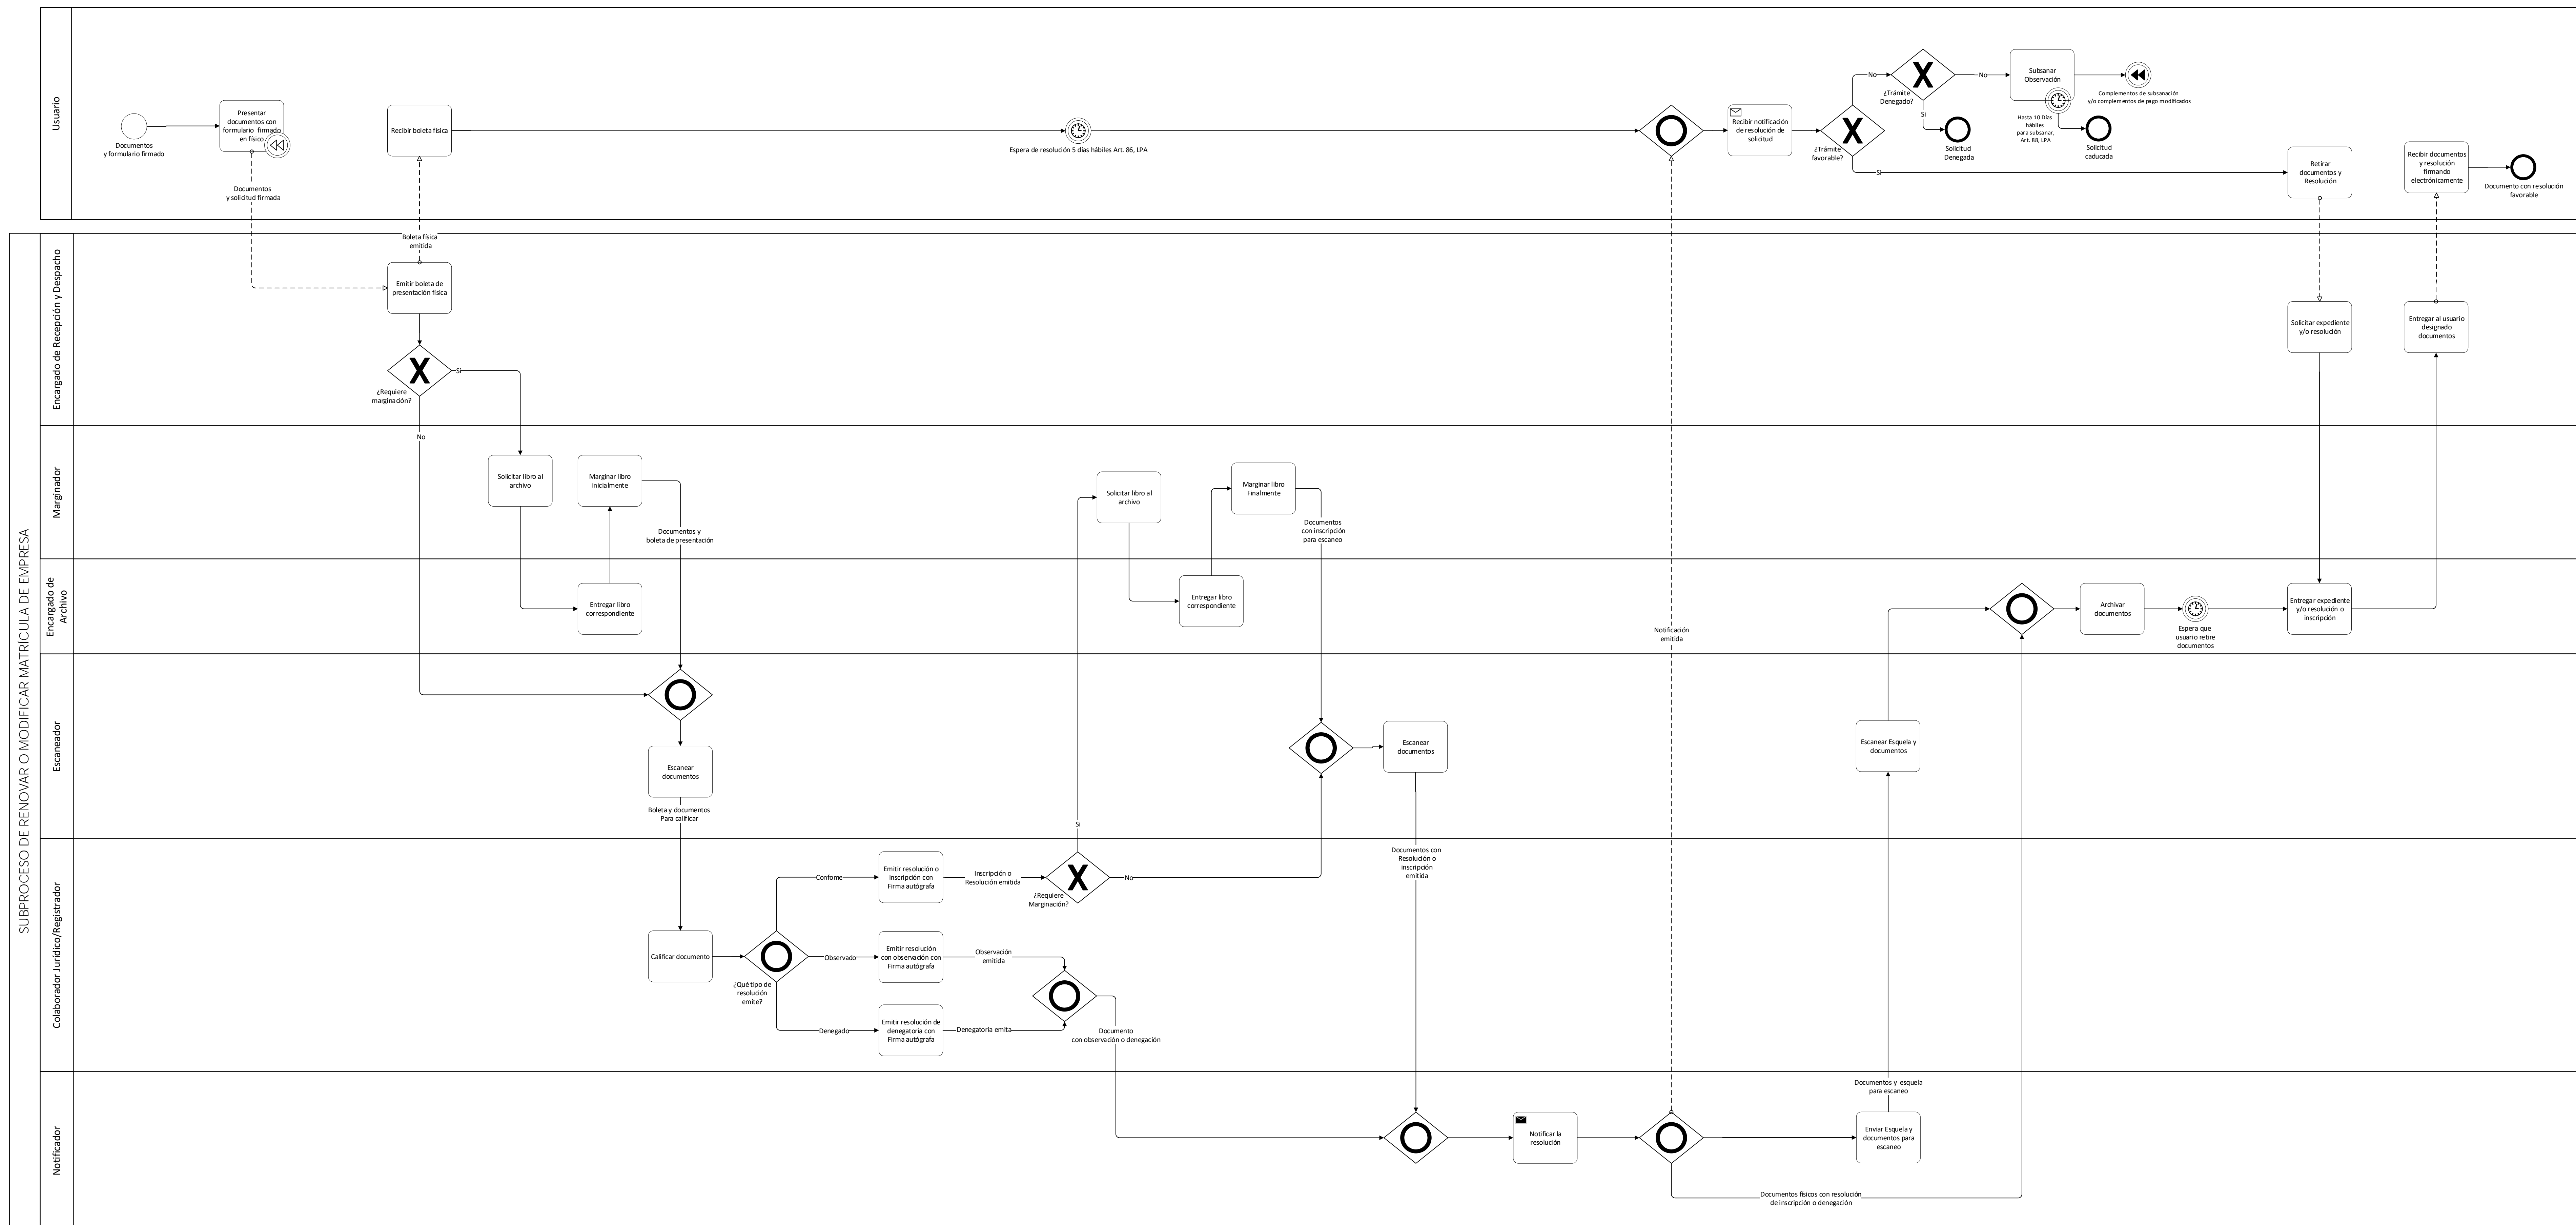 Usuario
Documentos
y formulario firmado
Presentar
documentos con
formulario firmado
en físico
Documentos
y solicitud firmada
Recibir boleta física
Espera de resolución 5 días hábiles Art. 86, LPA
Recibir notificación
de resolución de
solicitud
¿Trámite
favorable?
No
Si
¿Trámite
Denegado?
No
Si
Solicitud
Denegada
Subsanar
Observación
Hasta 10 Días
hábiles
para subsanar,
Art. 88, LPA
Solicitud
caducada
Complementos de subsanación
y/o complementos de pago modificados
Retirar
documentos y
Resolución
Recibir documentos
y resolución
firmando
electrónicamente
Documento con resolución
favorable
SUBPROCESO DE RENOVAR O MODIFICAR MATRÍCULA DE EMPRESA
Encargado de Recepción y Despacho
Boleta física
emitida
Emitir boleta de
presentación física
¿Requiere
marginación?
Si
No
Solicitar expediente
y/o resolución
Entregar al usuario
designado
documentos
Marginador
Solicitar libro al
archivo
Marginar libro
inicialmente
Documentos y
boleta de presentación
Solicitar libro al
archivo
Marginar libro
Finalmente
Documentos
con inscripción
para escaneo
Encargado de
Archivo
Entregar libro
correspondiente
Entregar libro
correspondiente
Notificación
emitida
Archivar
documentos
Espera que
usuario retire
documentos
Entregar expediente
y/o resolución o
inscripción
Escaneador
Escanear
documentos
Boleta y documentos
Para calificar
Si
Escanear
documentos
Escanear Esquela y
documentos
Colaborador Jurídico/Registrador
Calificar documento
¿Qué tipo de
resolución
emite?
Confome
Observado
Denegado
Emitir resolución o
inscripción con
Firma autógrafa
Inscripción o
Resolución emitida
¿Requiere
Marginación?
No
Emitir resolución
con observación con
Firma autógrafa
Observación
emitida
Emitir resolución de
denegatoria con
Firma autógrafa
Denegatoria emita
Documento
con observación o denegación
Documentos con
Resolución o
inscripción
emitida
Notificador
Notificar la
resolución
Documentos y esquela
para escaneo
Enviar Esquela y
documentos para
escaneo
Documentos físicos con resolución
de inscripción o denegación